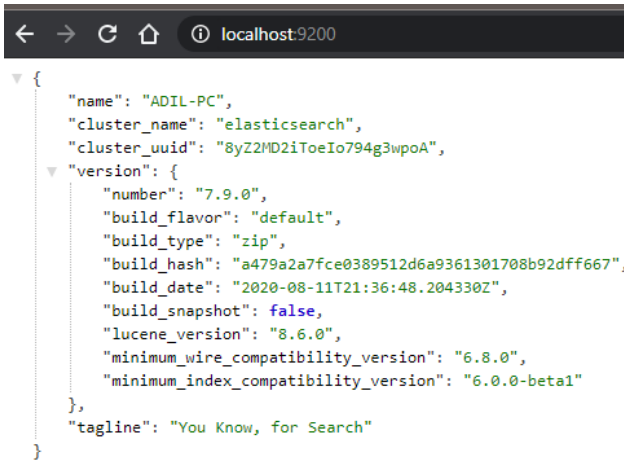 localhost:9200
{
"name": "ADIL-PC",
"cluster_name": "elasticsearch",
"cluster_uuid": "8yZ2MD2iToeIo794g3wpoA",
"version": {
"number": "7.9.0",
"build_flavor": "default",
"build_type": "zip",
"build_hash": "a479a2a7fce0389512d6a9361301708b92dff667",
"build_date": "2020-08-11T21:36:48.204330Z",
"build_snapshot": false,
"lucene_version": "8.6.0",
"minimum_wire_compatibility_version": "6.8.0",
"minimum_index_compatibility_version": "6.0.0-beta1"
},
"tagline": "You Know, for Search"
}